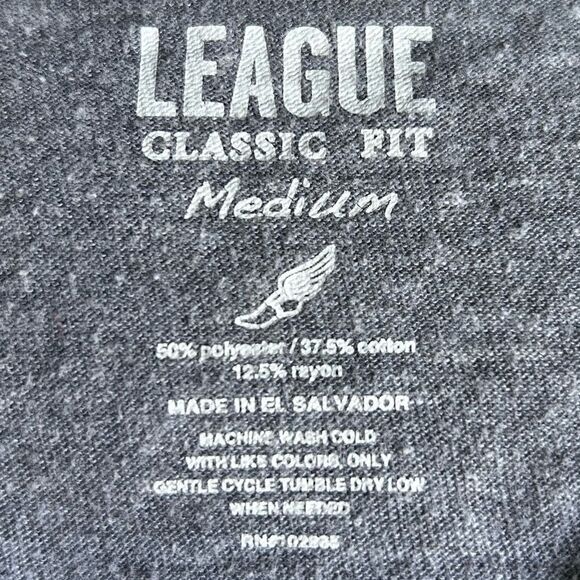 LEAGUE
CLASSIC FIT
Medium
50% polyester / 37.5% cotton
12.5% rayon
MADE IN EL SALVADOR
MACHINE WASH COLD
WITH LIKE COLORS, ONLY
GENTLE CYCLE TUMBLE DRY LOW
WHEN NEEDED